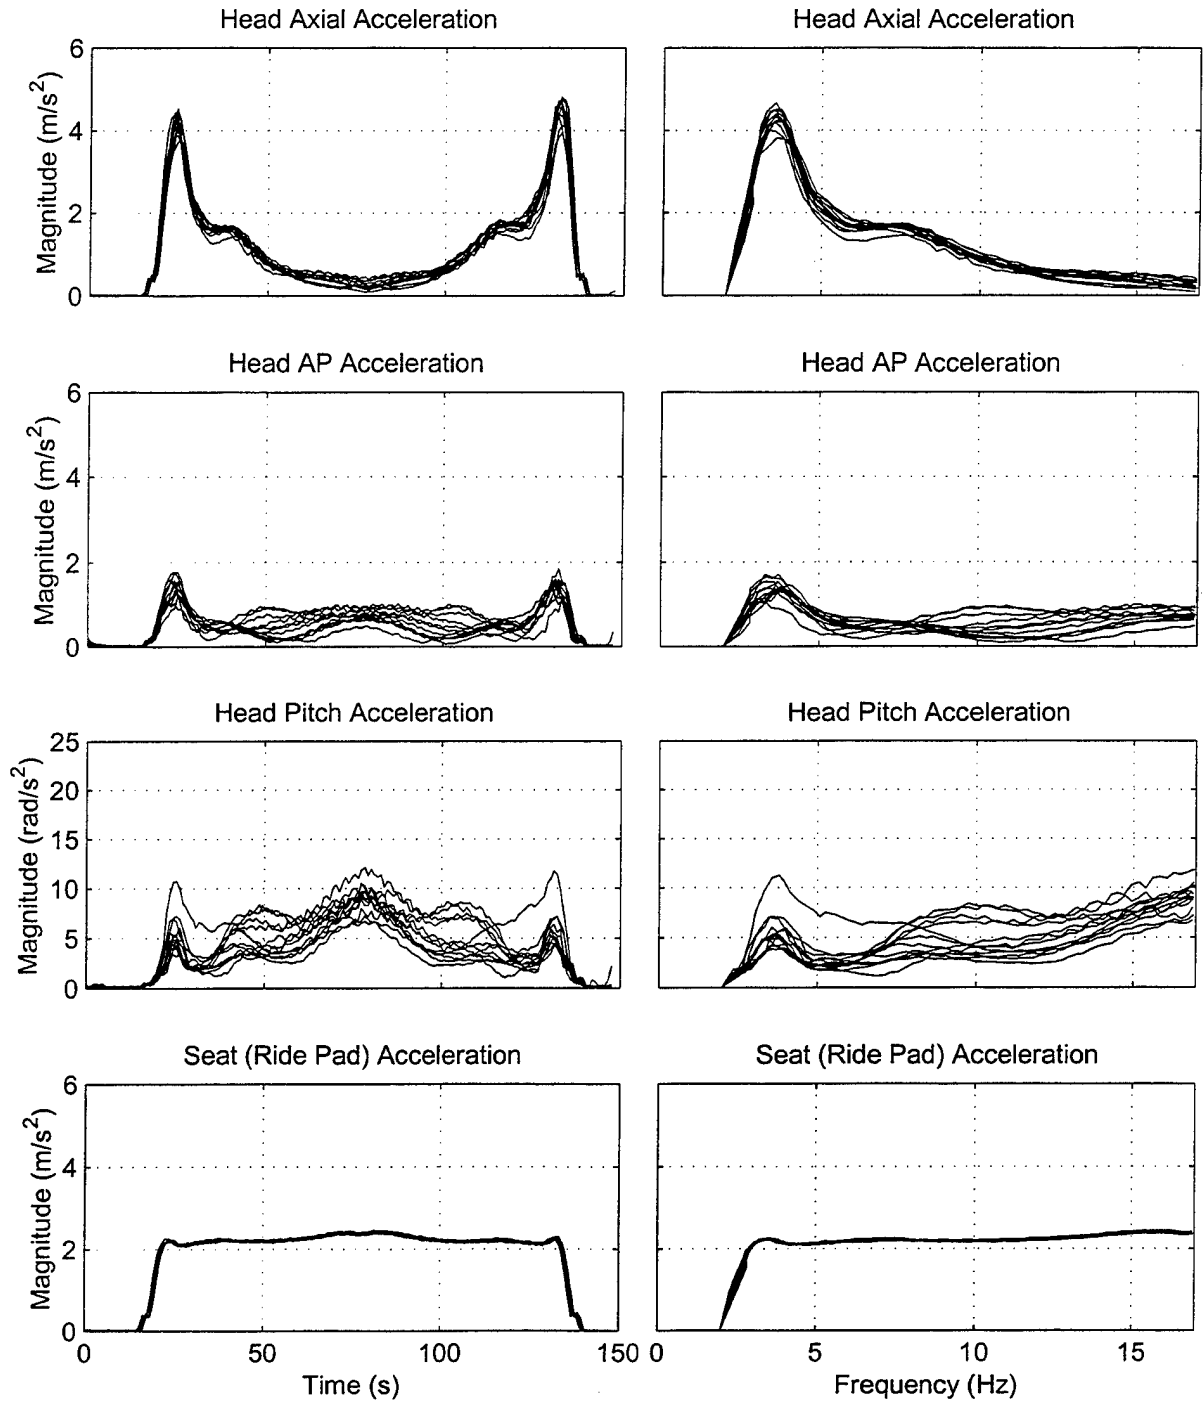 Head Axial Acceleration
Head Axial Acceleration
Magnitude (m/s²)
6
4
2
0
Head AP Acceleration
Head AP Acceleration
Magnitude (m/s²)
6
4
2
0
Head Pitch Acceleration
Head Pitch Acceleration
Magnitude (rad/s²)
25
20
15
10
5
0
Seat (Ride Pad) Acceleration
Seat (Ride Pad) Acceleration
Magnitude (m/s²)
6
4
2
0
0 50 100 150
0 5 10 15
Time (s)
Frequency (Hz)